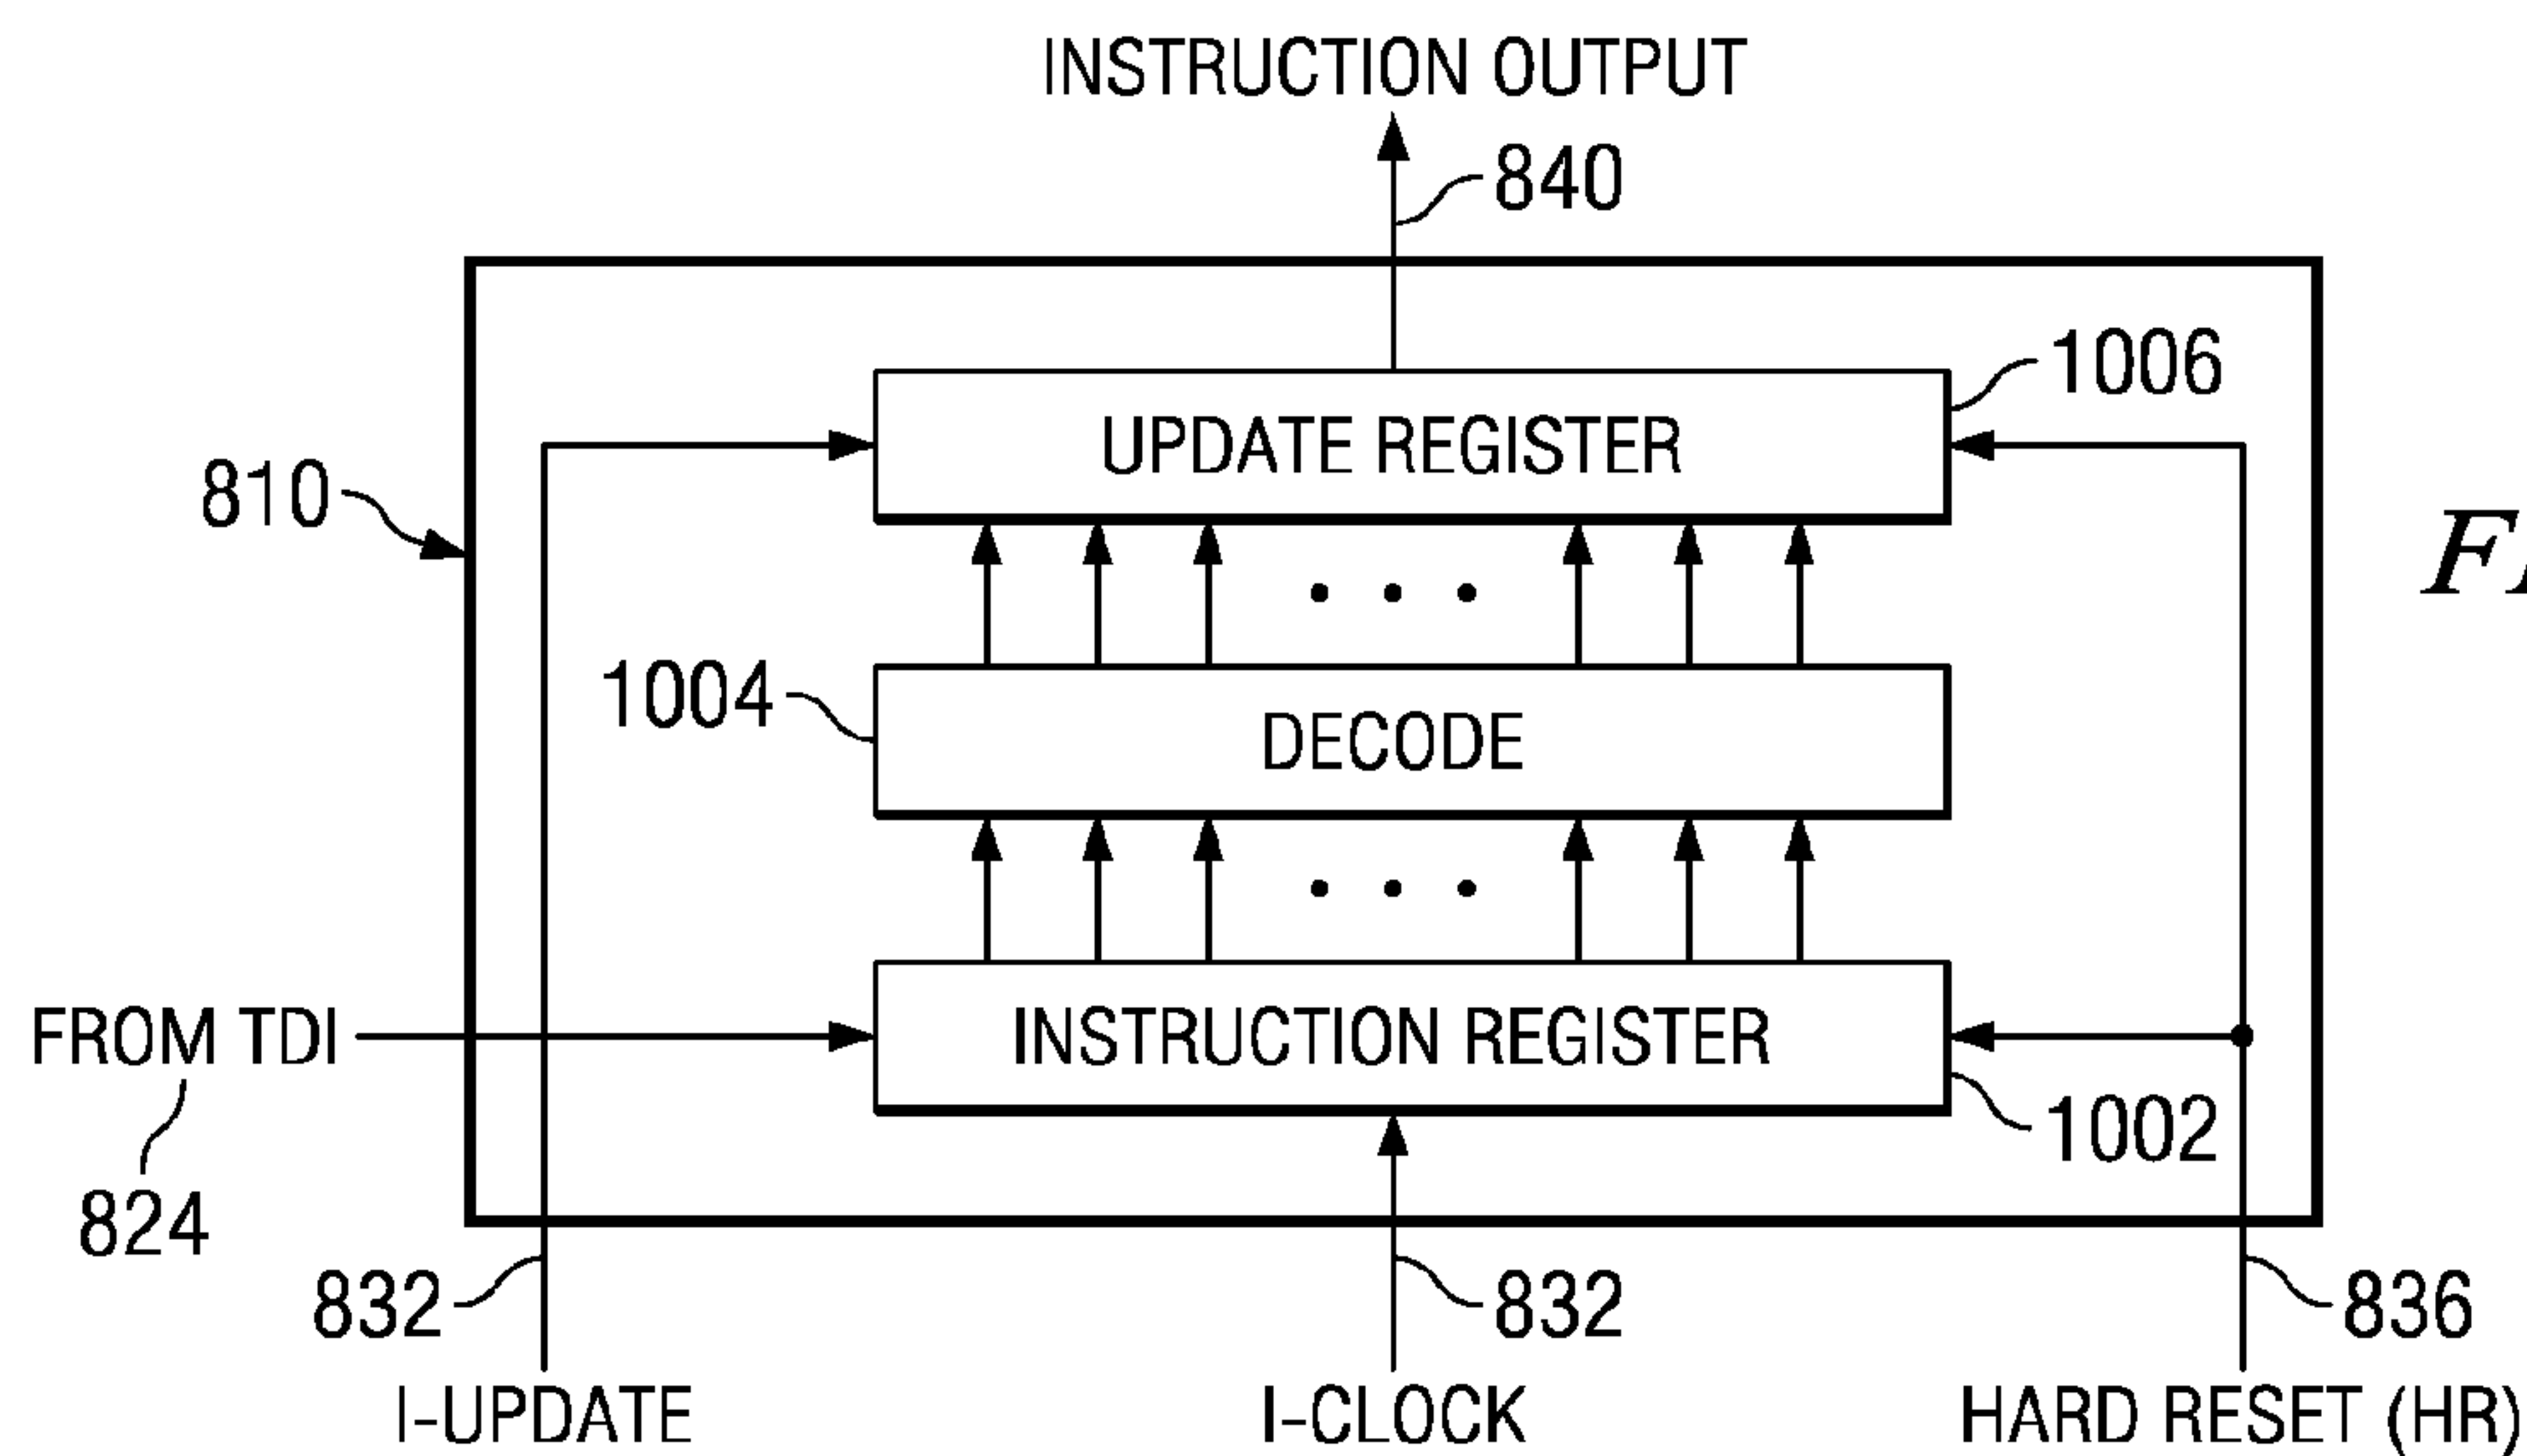 INSTRUCTION OUTPUT
840
1006
UPDATE REGISTER
810
1004
DECODE
FROM TDI
INSTRUCTION REGISTER
1002
824
832
832
836
I-UPDATE
I-CLOCK
HARD RESET (HR)